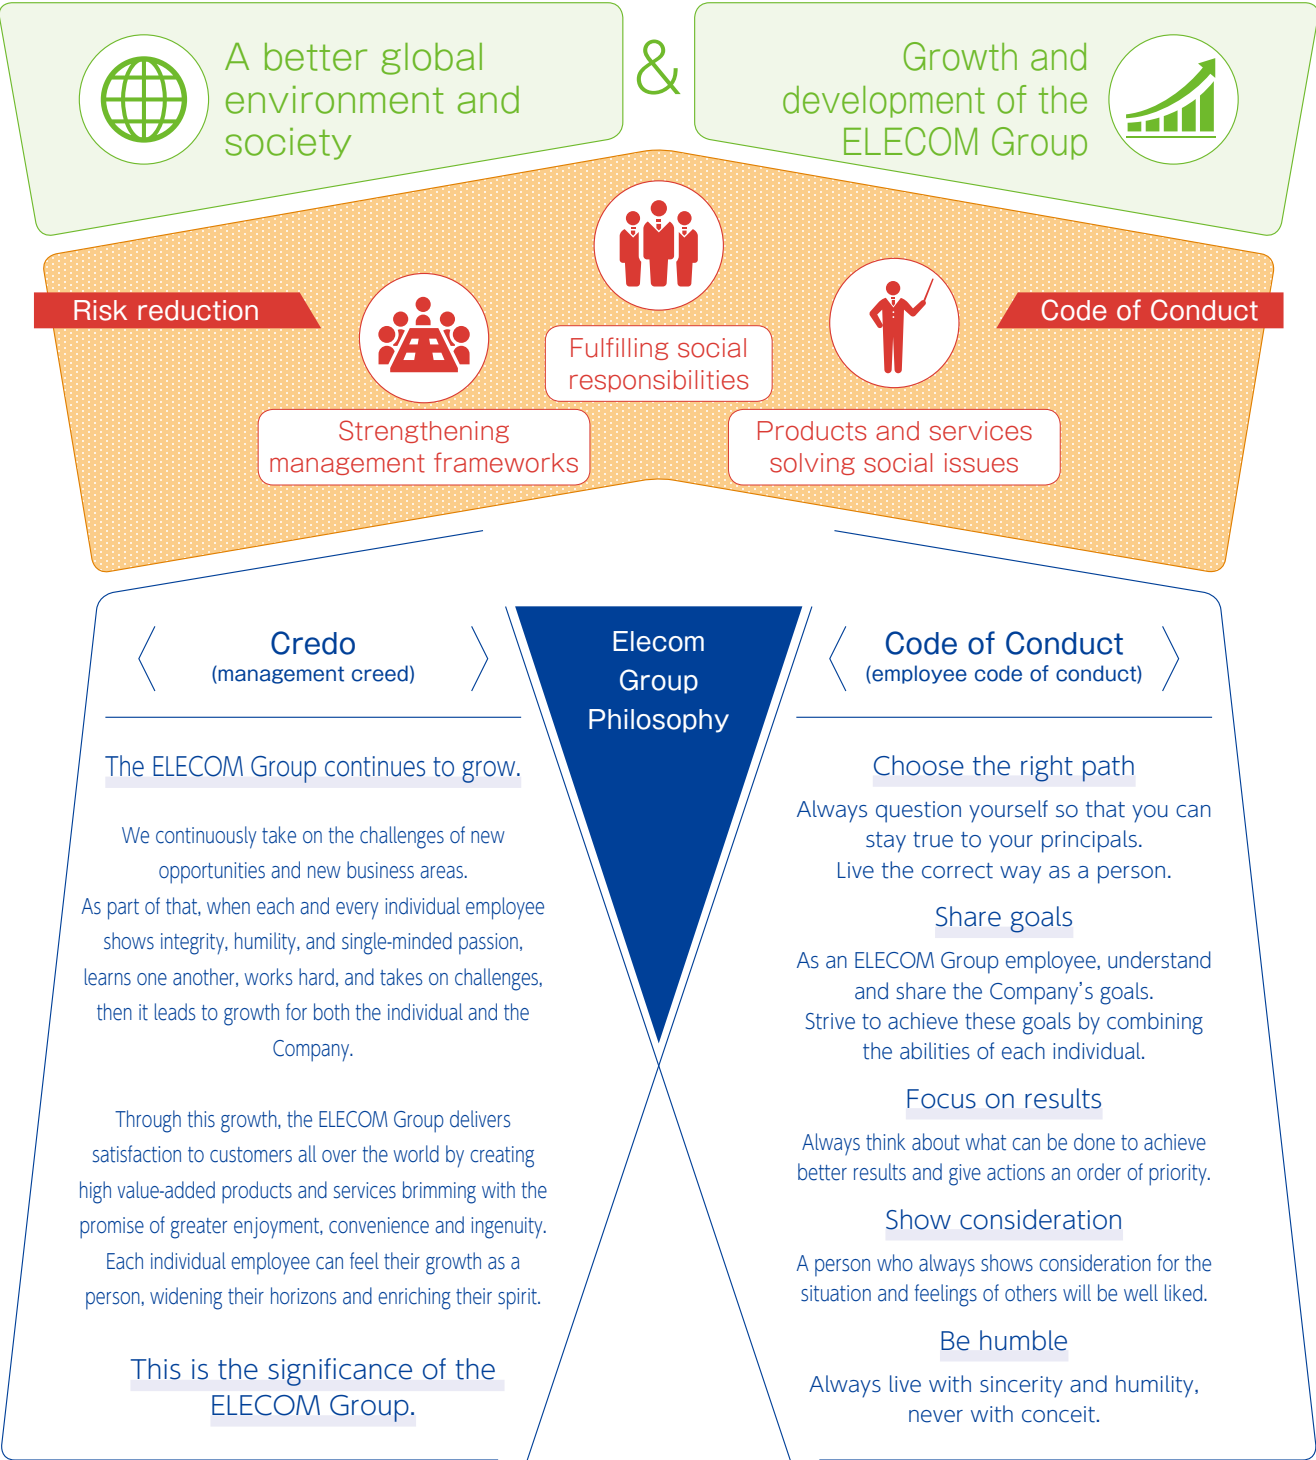 A better global
environment and
society
&
Growth and
development of the
ELECOM Group
Risk reduction
Code of Conduct
Fulfilling social
responsibilities
Strengthening
management frameworks
Products and services
solving social issues
Elecom
Group
Philosophy
Credo
(management creed)
The ELECOM Group continues to grow.
We continuously take on the challenges of new
opportunities and new business areas.
As part of that, when each and every individual employee
shows integrity, humility, and single-minded passion,
learns one another, works hard, and takes on challenges,
then it leads to growth for both the individual and the
Company.
Through this growth, the ELECOM Group delivers
satisfaction to customers all over the world by creating
high value-added products and services brimming with the
promise of greater enjoyment, convenience and ingenuity.
Each individual employee can feel their growth as a
person, widening their horizons and enriching their spirit.
This is the significance of the
ELECOM Group.
Code of Conduct
(employee code of conduct)
Choose the right path
Always question yourself so that you can
stay true to your principals.
Live the correct way as a person.
Share goals
As an ELECOM Group employee, understand
and share the Company's goals.
Strive to achieve these goals by combining
the abilities of each individual.
Focus on results
Always think about what can be done to achieve
better results and give actions an order of priority.
Show consideration
A person who always shows consideration for the
situation and feelings of others will be well liked.
Be humble
Always live with sincerity and humility,
never with conceit.